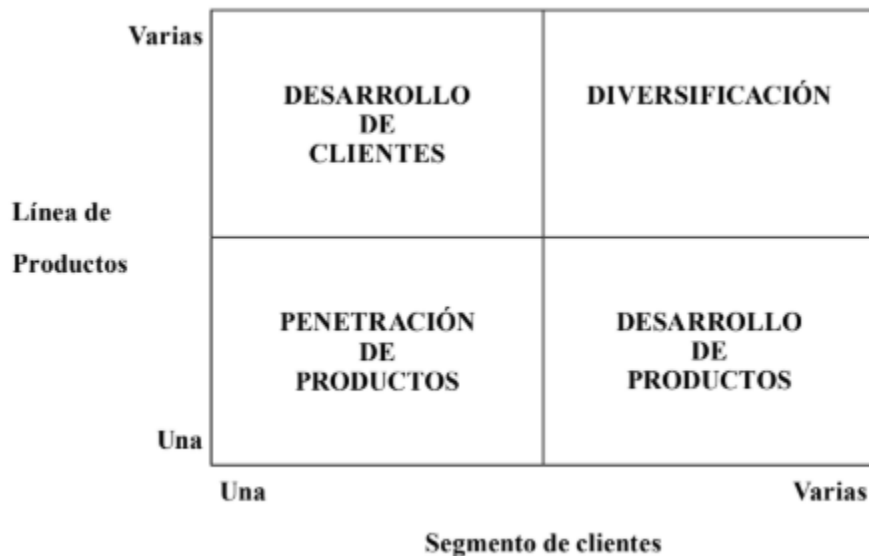 Varias
DESARROLLO
DE
CLIENTES
DIVERSIFICACIÓN
Línea de
Productos
PENETRACIÓN
DE
PRODUCTOS
DESARROLLO
DE
PRODUCTOS
Una
Una
Varias
Segmento de clientes